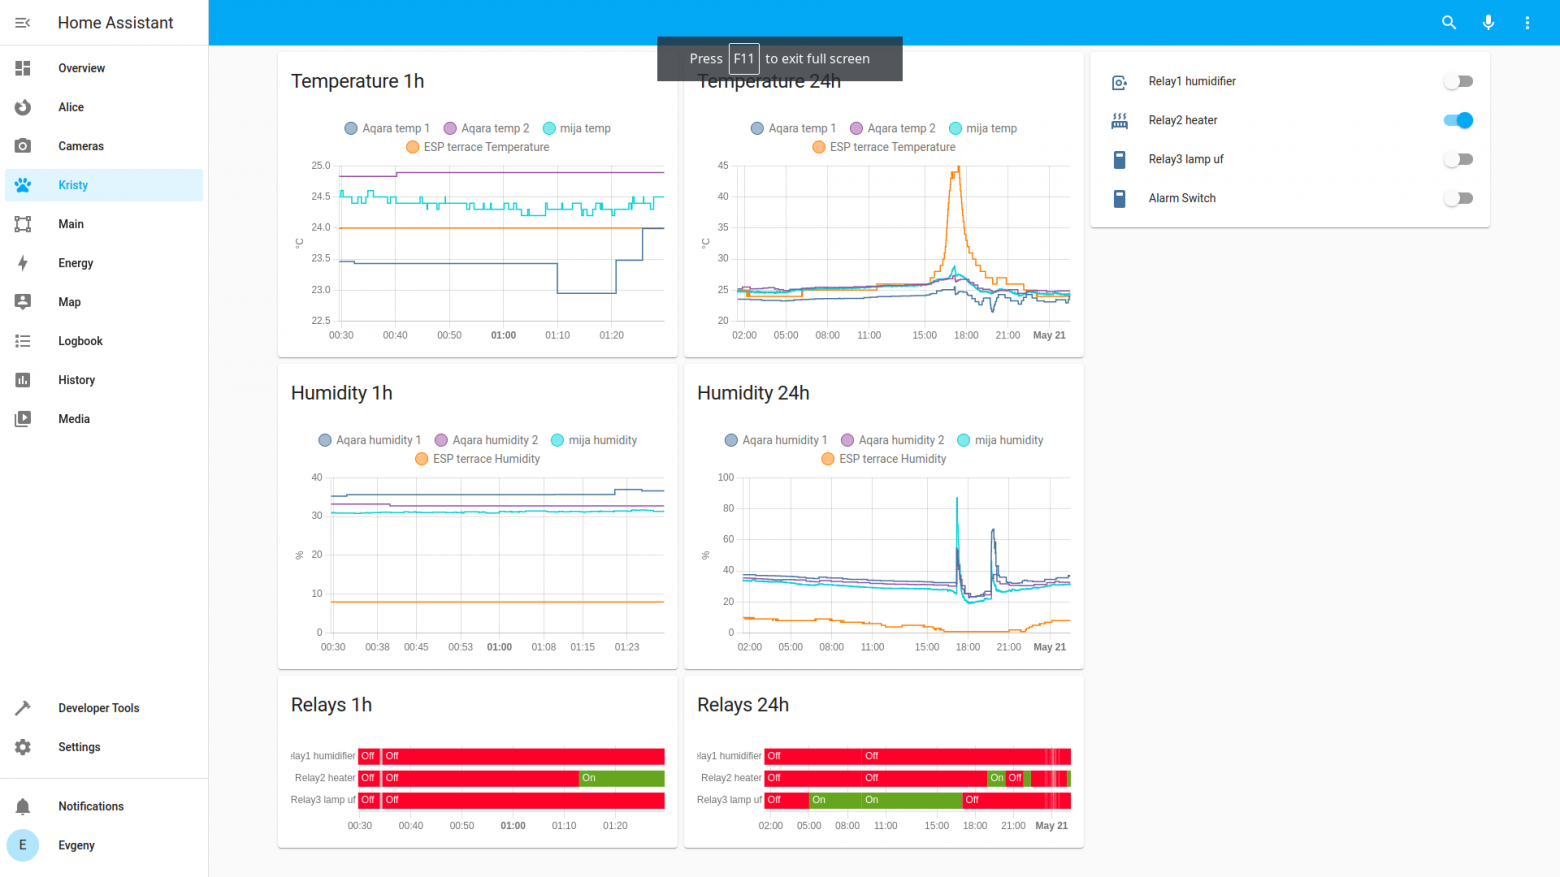 Home Assistant
Overview
Alice
Cameras
Kristy
Main
Energy
Map
Logbook
History
Media
Developer Tools
Settings
Notifications
E Evgeny
Press F11 to exit full screen
Temperature 1h
Aqara temp 1 Aqara temp 2 mija temp
ESP terrace Temperature
25.0
24.5
24.0
23.5
23.0
22.5
°C
00:30 00:40 00:50 01:00 01:10 01:20
Temperature 24h
Aqara temp 1 Aqara temp 2 mija temp
ESP terrace Temperature
45
40
35
30
25
20
°C
02:00 05:00 08:00 11:00 15:00 18:00 21:00 May 21
Relay1 humidifier
Relay2 heater
Relay3 lamp uf
Alarm Switch
Humidity 1h
Aqara humidity 1 Aqara humidity 2 mija humidity
ESP terrace Humidity
40
30
20
10
0
%
00:30 00:38 00:45 00:53 01:00 01:08 01:15 01:23
Humidity 24h
Aqara humidity 1 Aqara humidity 2 mija humidity
ESP terrace Humidity
100
80
60
40
20
0
%
02:00 05:00 08:00 11:00 15:00 18:00 21:00 May 21
Relays 1h
elay1 humidifier Off Off
Relay2 heater Off Off On
Relay3 lamp uf Off Off
00:30 00:40 00:50 01:00 01:10 01:20
Relays 24h
elay1 humidifier Off Off
Relay2 heater Off Off On Off
Relay3 lamp uf Off On On Off
02:00 05:00 08:00 11:00 15:00 18:00 21:00 May 21